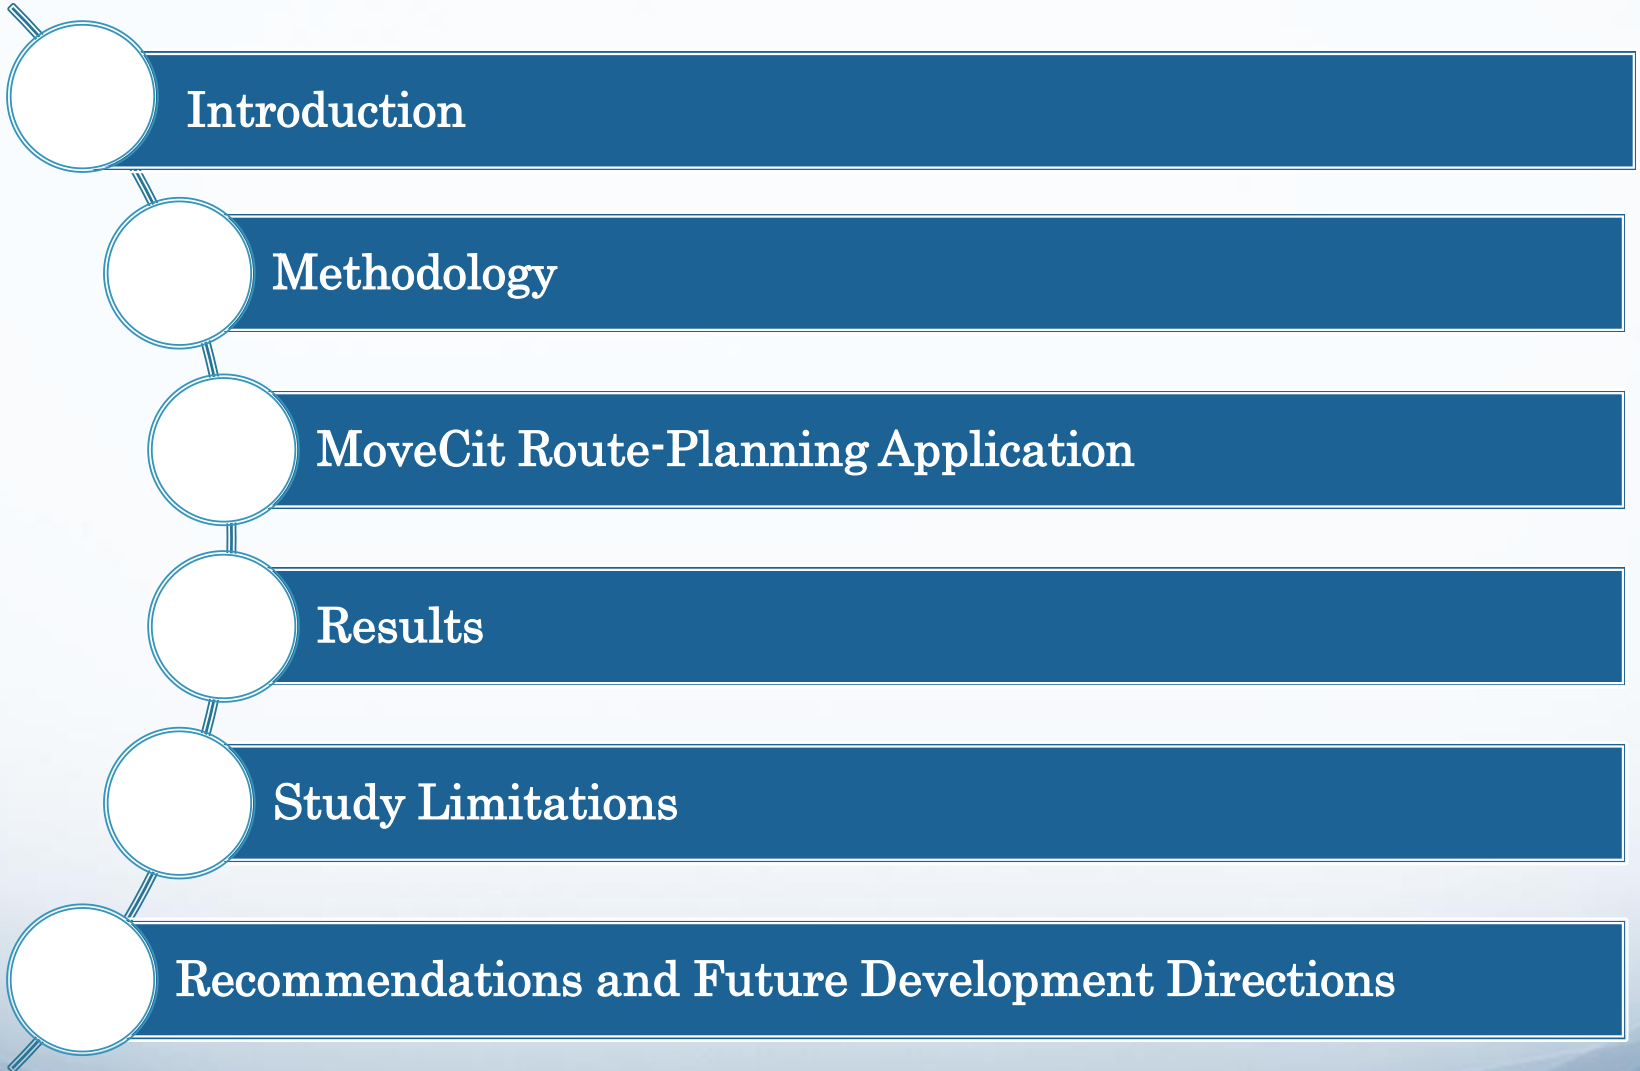 Introduction
Methodology
MoveCit Route-Planning Application
Results
Study Limitations
Recommendations and Future Development Directions